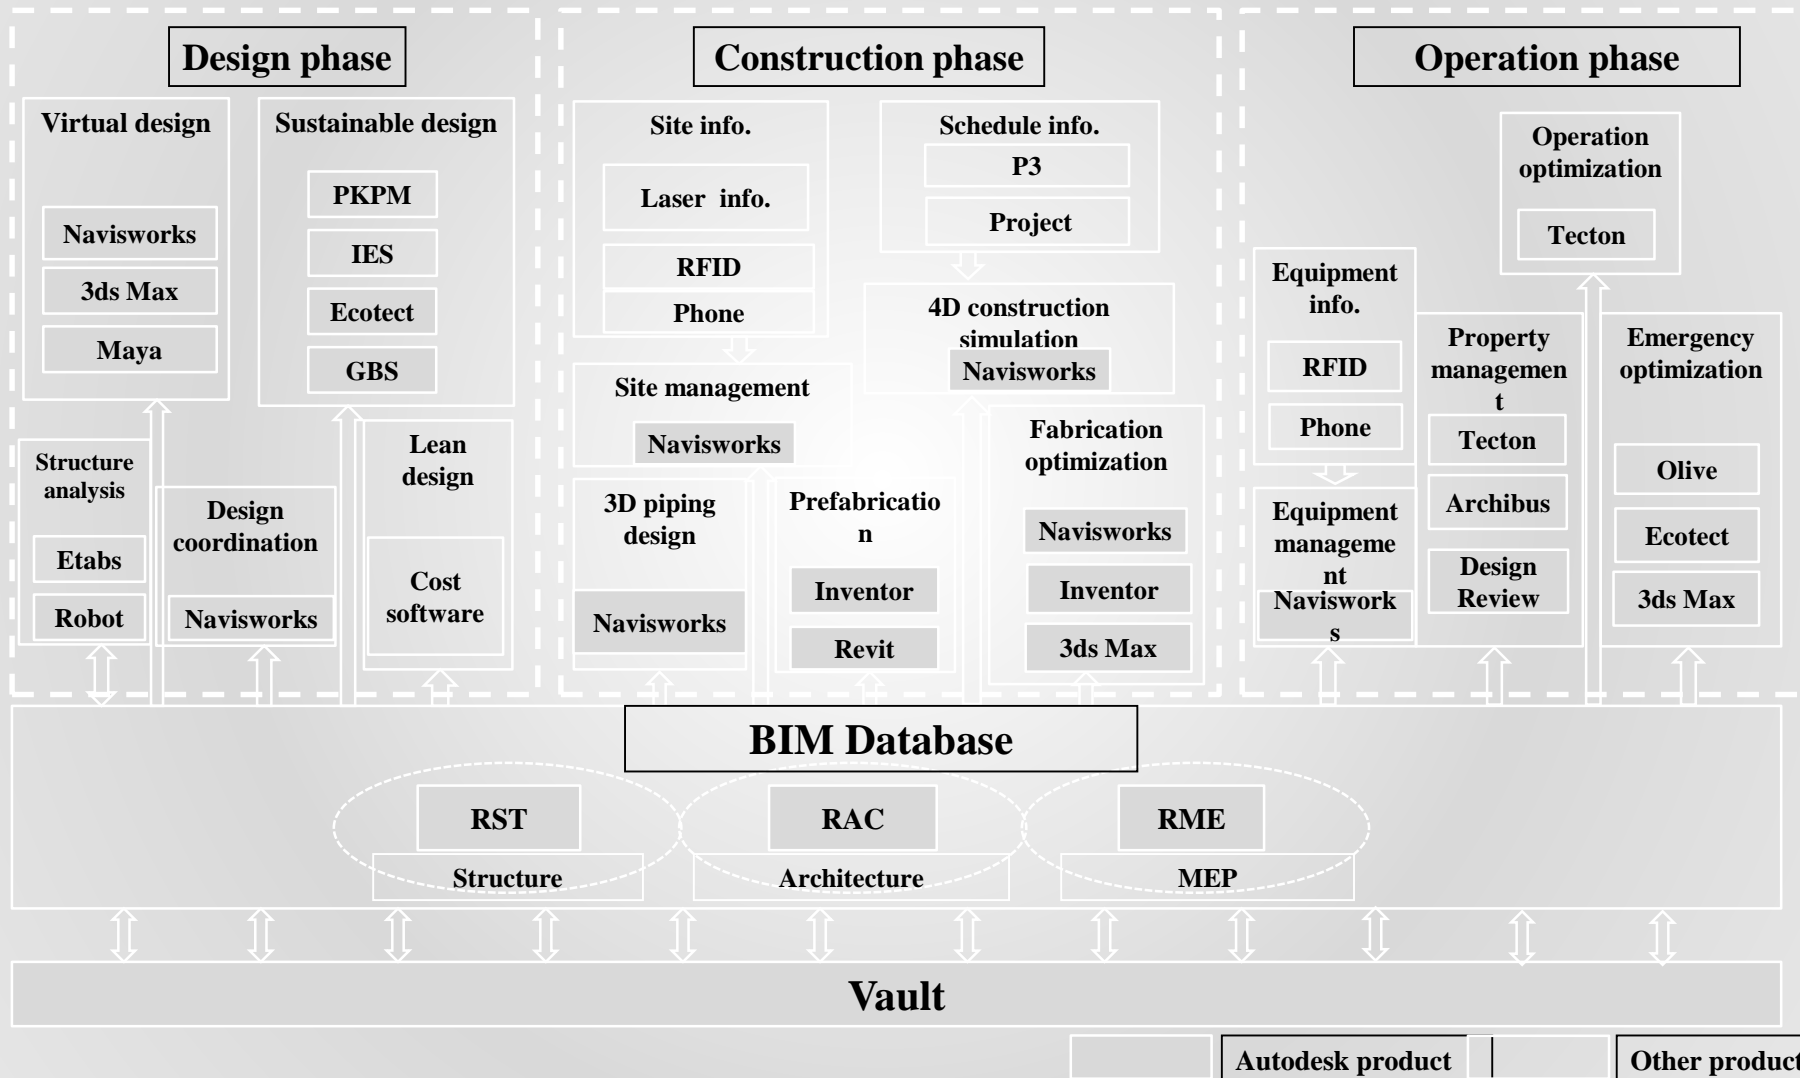 Design phase
Virtual design
Navisworks
3ds Max
Maya
Sustainable design
PKPM
IES
Ecotect
GBS
Structure
analysis
Etabs
Robot
Design
coordination
Navisworks
Lean
design
Cost
software
Construction phase
Site info.
Laser info.
RFID
Phone
Schedule info.
P3
Project
4D construction
simulation
Navisworks
Site management
Navisworks
3D piping
design
Navisworks
Prefabricatio
n
Inventor
Revit
Fabrication
optimization
Navisworks
Inventor
3ds Max
Operation phase
Operation
optimization
Tecton
Equipment
info.
RFID
Phone
Equipment
manageme
nt
Naviswork
s
Property
managemen
t
Tecton
Archibus
Design
Review
Emergency
optimization
Olive
Ecotect
3ds Max
BIM Database
RST
Structure
RAC
Architecture
RME
MEP
Vault
Autodesk product
Other product